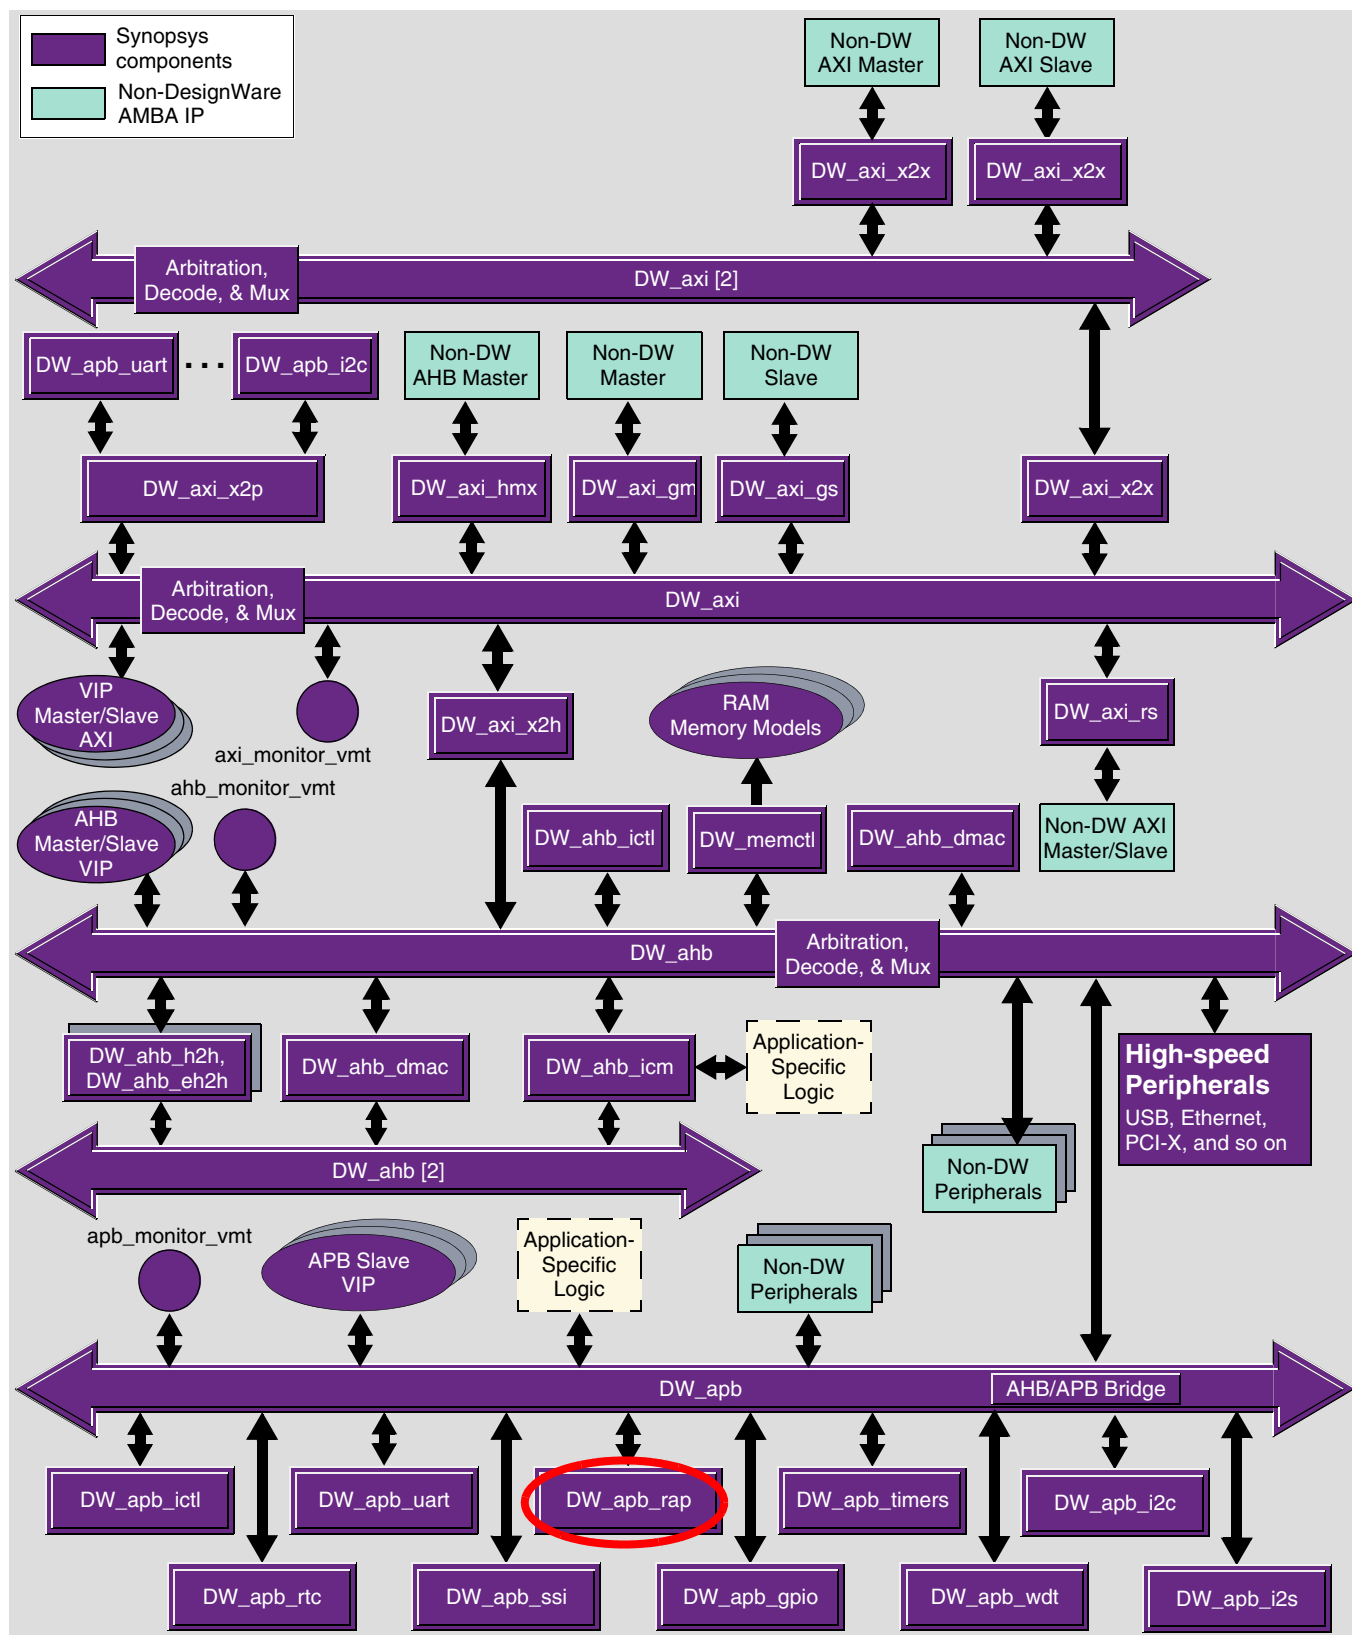 Synopsys
components
Non-DesignWare
AMBA IP
Non-DW
AXI Master
Non-DW
AXI Slave
DW_axi_x2x
DW_axi_x2x
Arbitration,
Decode, & Mux
DW_axi [2]
DW_apb_uart
. . .
DW_apb_i2c
Non-DW
AHB Master
Non-DW
Master
Non-DW
Slave
DW_axi_x2p
DW_axi_hmx
DW_axi_gm
DW_axi_gs
DW_axi_x2x
Arbitration,
Decode, & Mux
DW_axi
VIP
Master/Slave
AXI
axi_monitor_vmt
DW_axi_x2h
RAM
Memory Models
DW_axi_rs
ahb_monitor_vmt
AHB
Master/Slave
VIP
DW_ahb_ictl
DW_memctl
DW_ahb_dmac
Non-DW AXI
Master/Slave
DW_ahb
Arbitration,
Decode, & Mux
DW_ahb_h2h,
DW_ahb_eh2h
DW_ahb_dmac
DW_ahb_icm
Application-
Specific
Logic
High-speed
Peripherals
USB, Ethernet,
PCI-X, and so on
DW_ahb [2]
Non-DW
Peripherals
apb_monitor_vmt
APB Slave
VIP
Application-
Specific
Logic
Non-DW
Peripherals
DW_apb
AHB/APB Bridge
DW_apb_ictl
DW_apb_uart
DW_apb_rap
DW_apb_timers
DW_apb_i2c
DW_apb_rtc
DW_apb_ssi
DW_apb_gpio
DW_apb_wdt
DW_apb_i2s